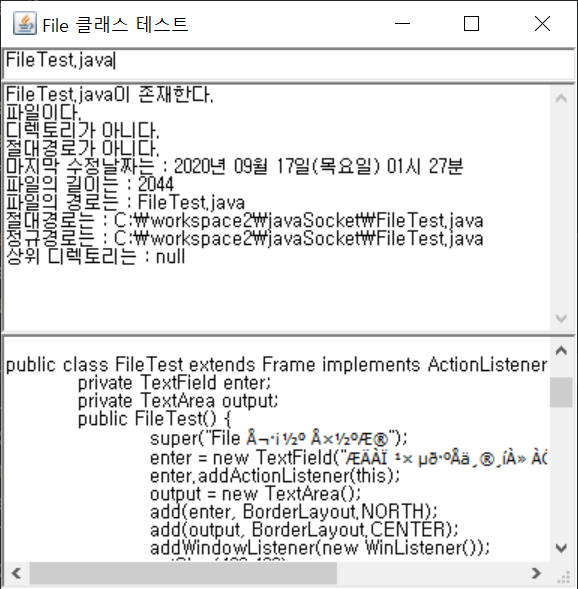 File 클래스 테스트
FileTest.java
FileTest.java이 존재한다.
파일이다.
디렉토리가 아니다.
절대경로가 아니다.
마지막 수정날짜는 : 2020년 09월 17일(목요일) 01시 27분
파일의 길이는 : 2044
파일의 경로는 : FileTest.java
절대경로는 : C:₩workspace2₩javaSocket₩FileTest.java
정규경로는 : C:₩workspace2₩javaSocket₩FileTest.java
상위 디렉토리는 : null
public class FileTest extends Frame implements ActionListener
private TextField enter;
private TextArea output;
public FileTest() {
super("File Å¬·¡½º Å×½ºÆ®");
enter = new TextField("ÆÄÀÏ ¹× µð·ºÅä¸®¸íÀ»
enter.addActionListener(this);
output = new TextArea();
add(enter, BorderLayout.NORTH);
add(output, BorderLayout.CENTER);
addWindowListener(new WinListener());